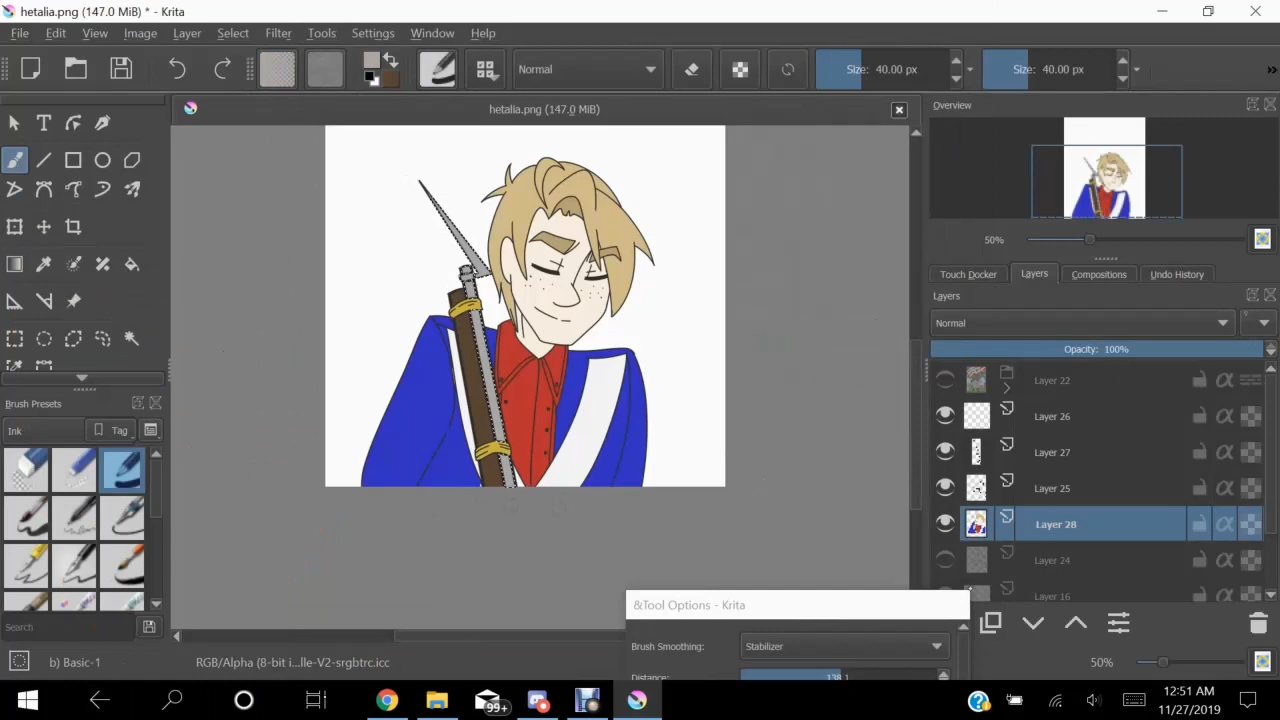 hetalia.png (147.0 MiB) * - Krita
File Edit View Image Layer Select Filter Tools Settings Window Help
Normal
Size: 40.00 px
Size: 40.00 px
hetalia.png (147.0 MiB)
Overview
50%
Touch Docker Layers Compositions Undo History
Layers
Normal
Opacity: 100%
Layer 22
Layer 26
Layer 27
Layer 25
Layer 28
Layer 24
Layer 16
Brush Presets
Ink
Tag
Search
&Tool Options - Krita
Brush Smoothing: Stabilizer
Distance: 138.1
b) Basic-1
RGB/Alpha (8-bit i...lle-V2-srgbtrc.icc
50%
99+
12:51 AM
11/27/2019